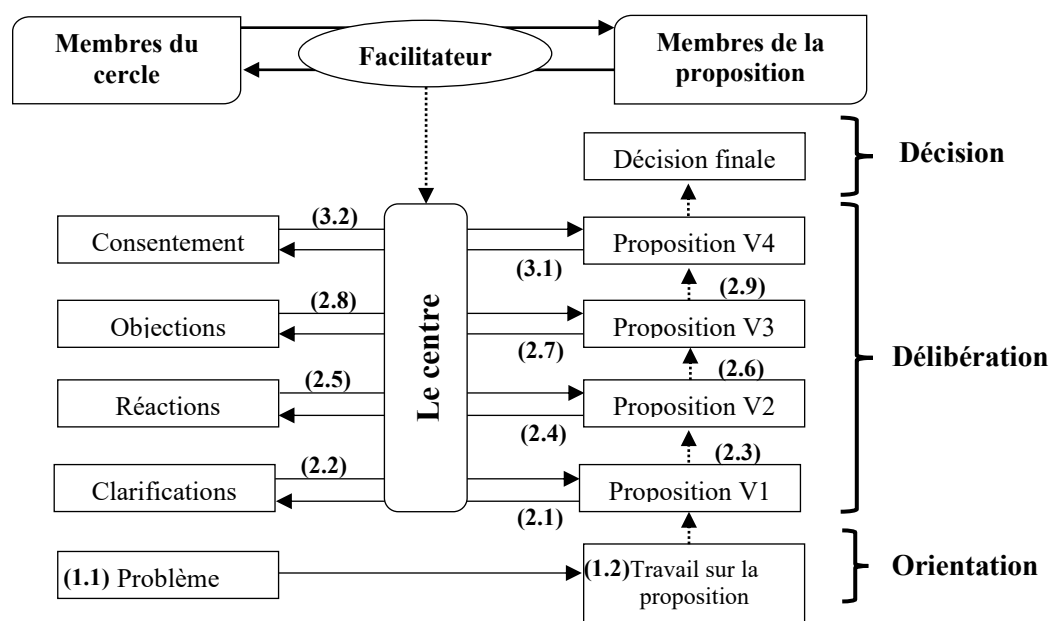 Membres du
cercle
Facilitateur
Membres de la
proposition
Décision finale
Décision
(3.2)
Consentement
Proposition V4
(3.1)
(2.9)
(2.8)
Objections
Proposition V3
(2.7)
Le centre
Délibération
(2.6)
(2.5)
Réactions
Proposition V2
(2.4)
(2.3)
(2.2)
Clarifications
Proposition V1
(2.1)
(1.1) Problème
(1.2)Travail sur la
proposition
Orientation